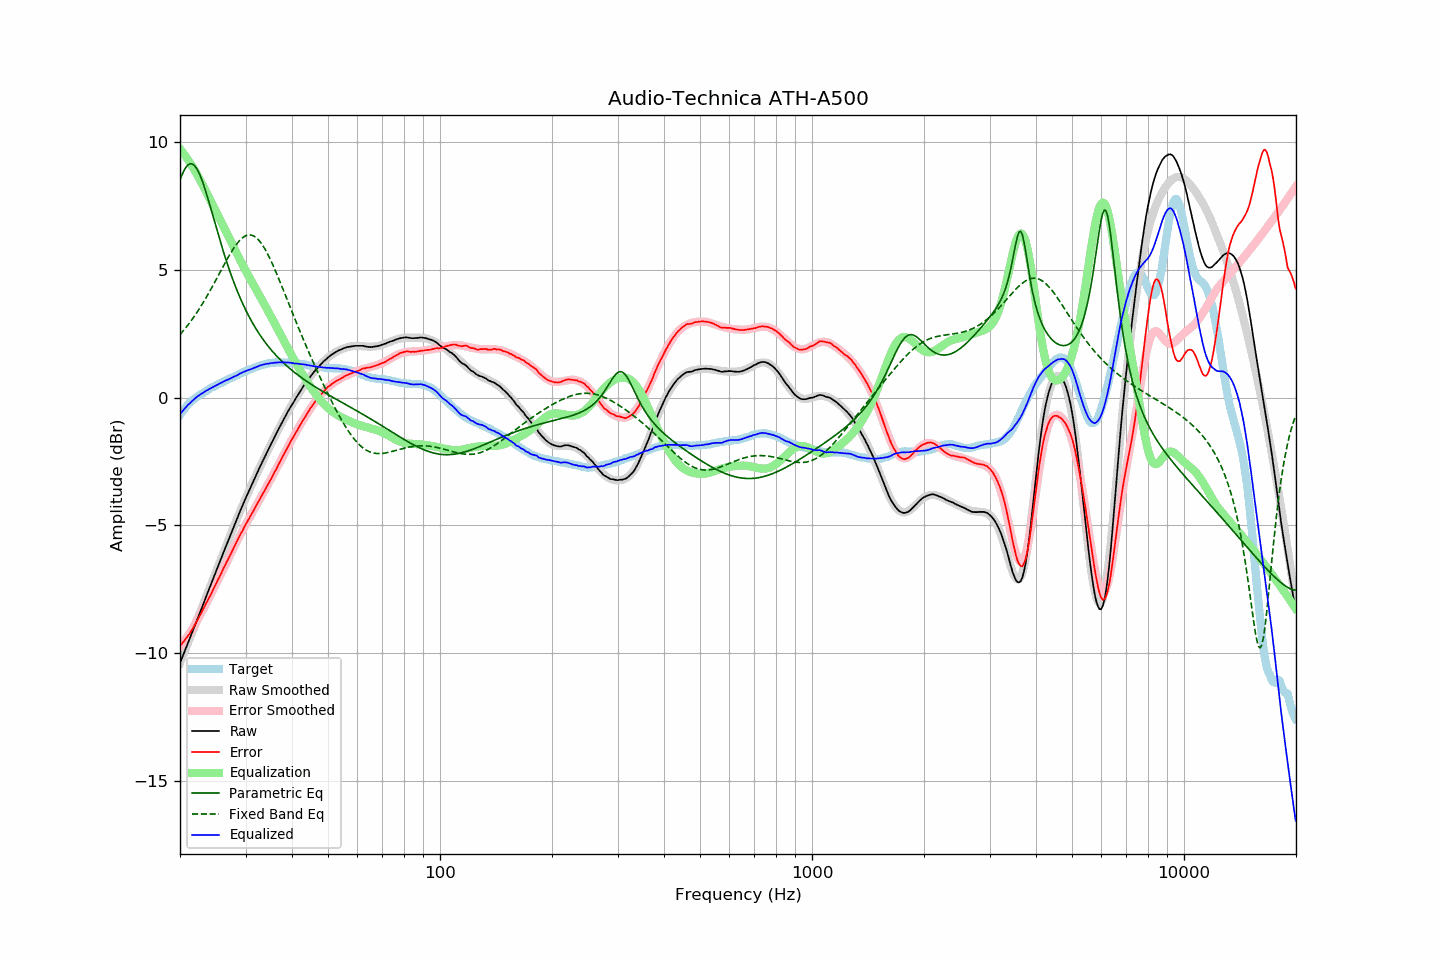 Audio-Technica ATH-A500
10
5
0
−5
−10
−15
Amplitude (dBr)
Target
Raw Smoothed
Error Smoothed
Raw
Error
Equalization
Parametric Eq
Fixed Band Eq
Equalized
100
1000
10000
Frequency (Hz)